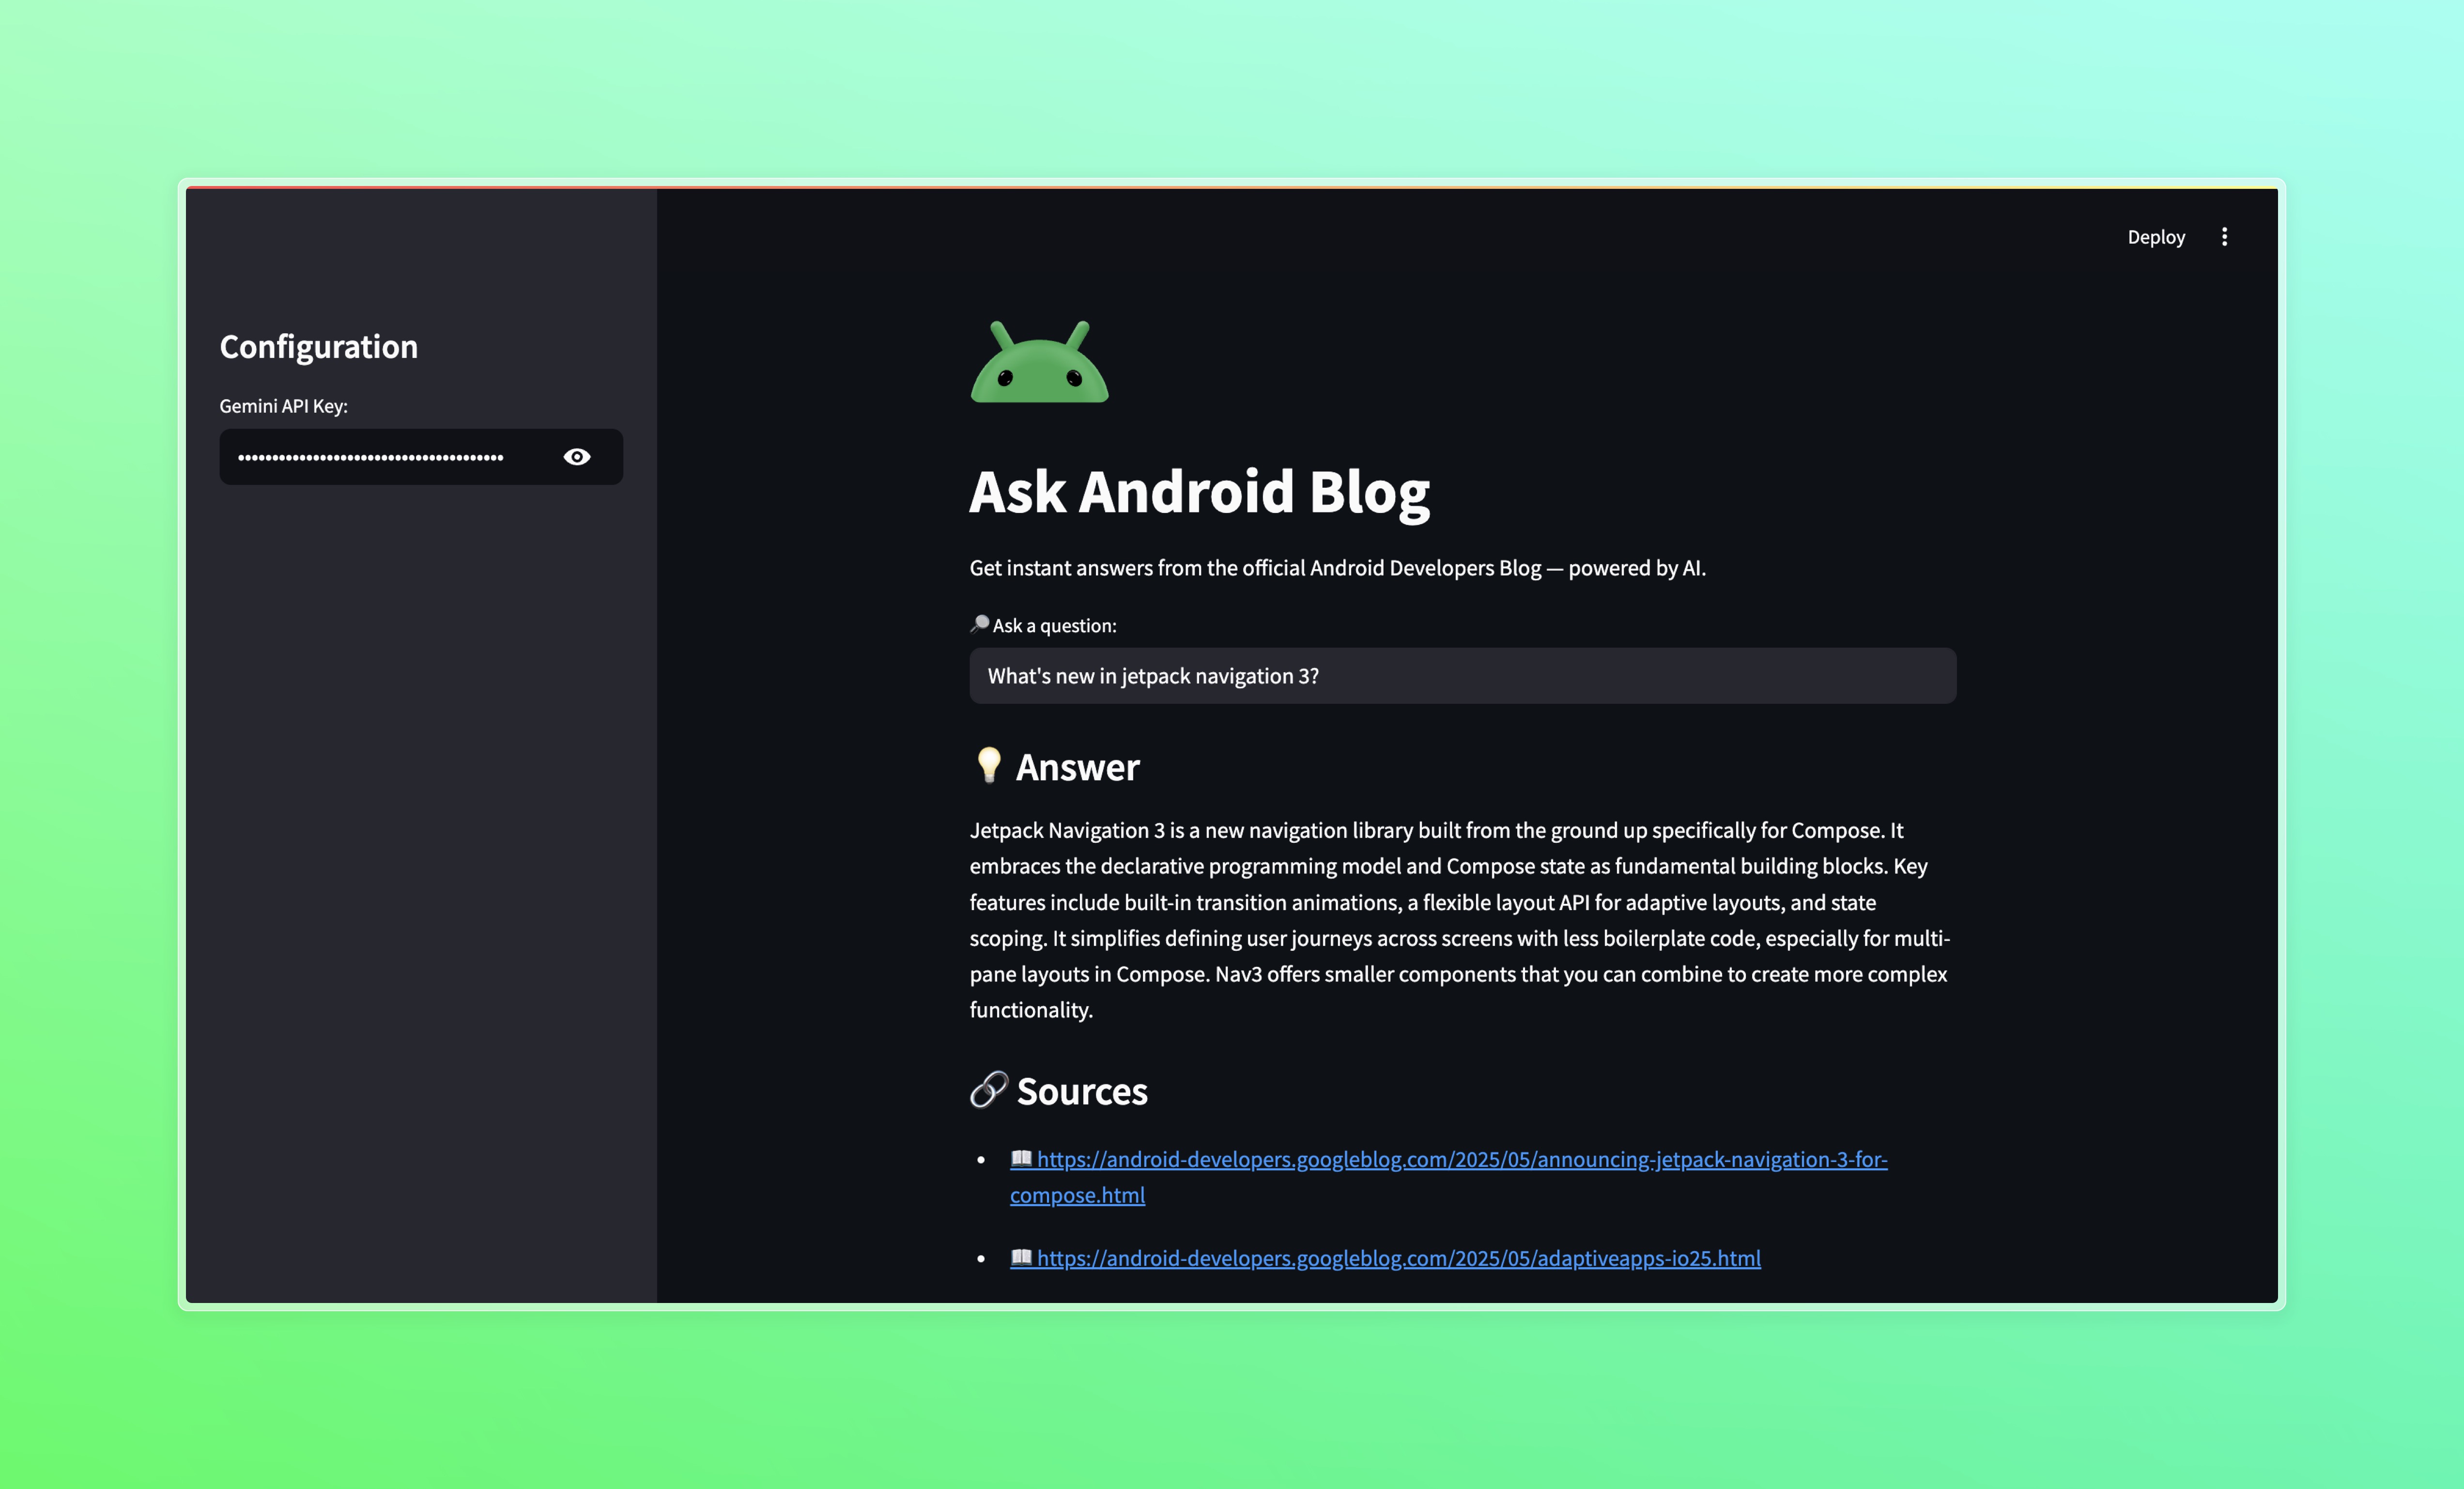 Deploy
Configuration
Gemini API Key:
••••••••••••••••••••••••••••••••••••••
Ask Android Blog
Get instant answers from the official Android Developers Blog — powered by AI.
🔎 Ask a question:
What's new in jetpack navigation 3?
💡 Answer
Jetpack Navigation 3 is a new navigation library built from the ground up specifically for Compose. It
embraces the declarative programming model and Compose state as fundamental building blocks. Key
features include built-in transition animations, a flexible layout API for adaptive layouts, and state
scoping. It simplifies defining user journeys across screens with less boilerplate code, especially for multi-
pane layouts in Compose. Nav3 offers smaller components that you can combine to create more complex
functionality.
🔗 Sources
• 📖 https://android-developers.googleblog.com/2025/05/announcing-jetpack-navigation-3-for-
compose.html
• 📖 https://android-developers.googleblog.com/2025/05/adaptiveapps-io25.html